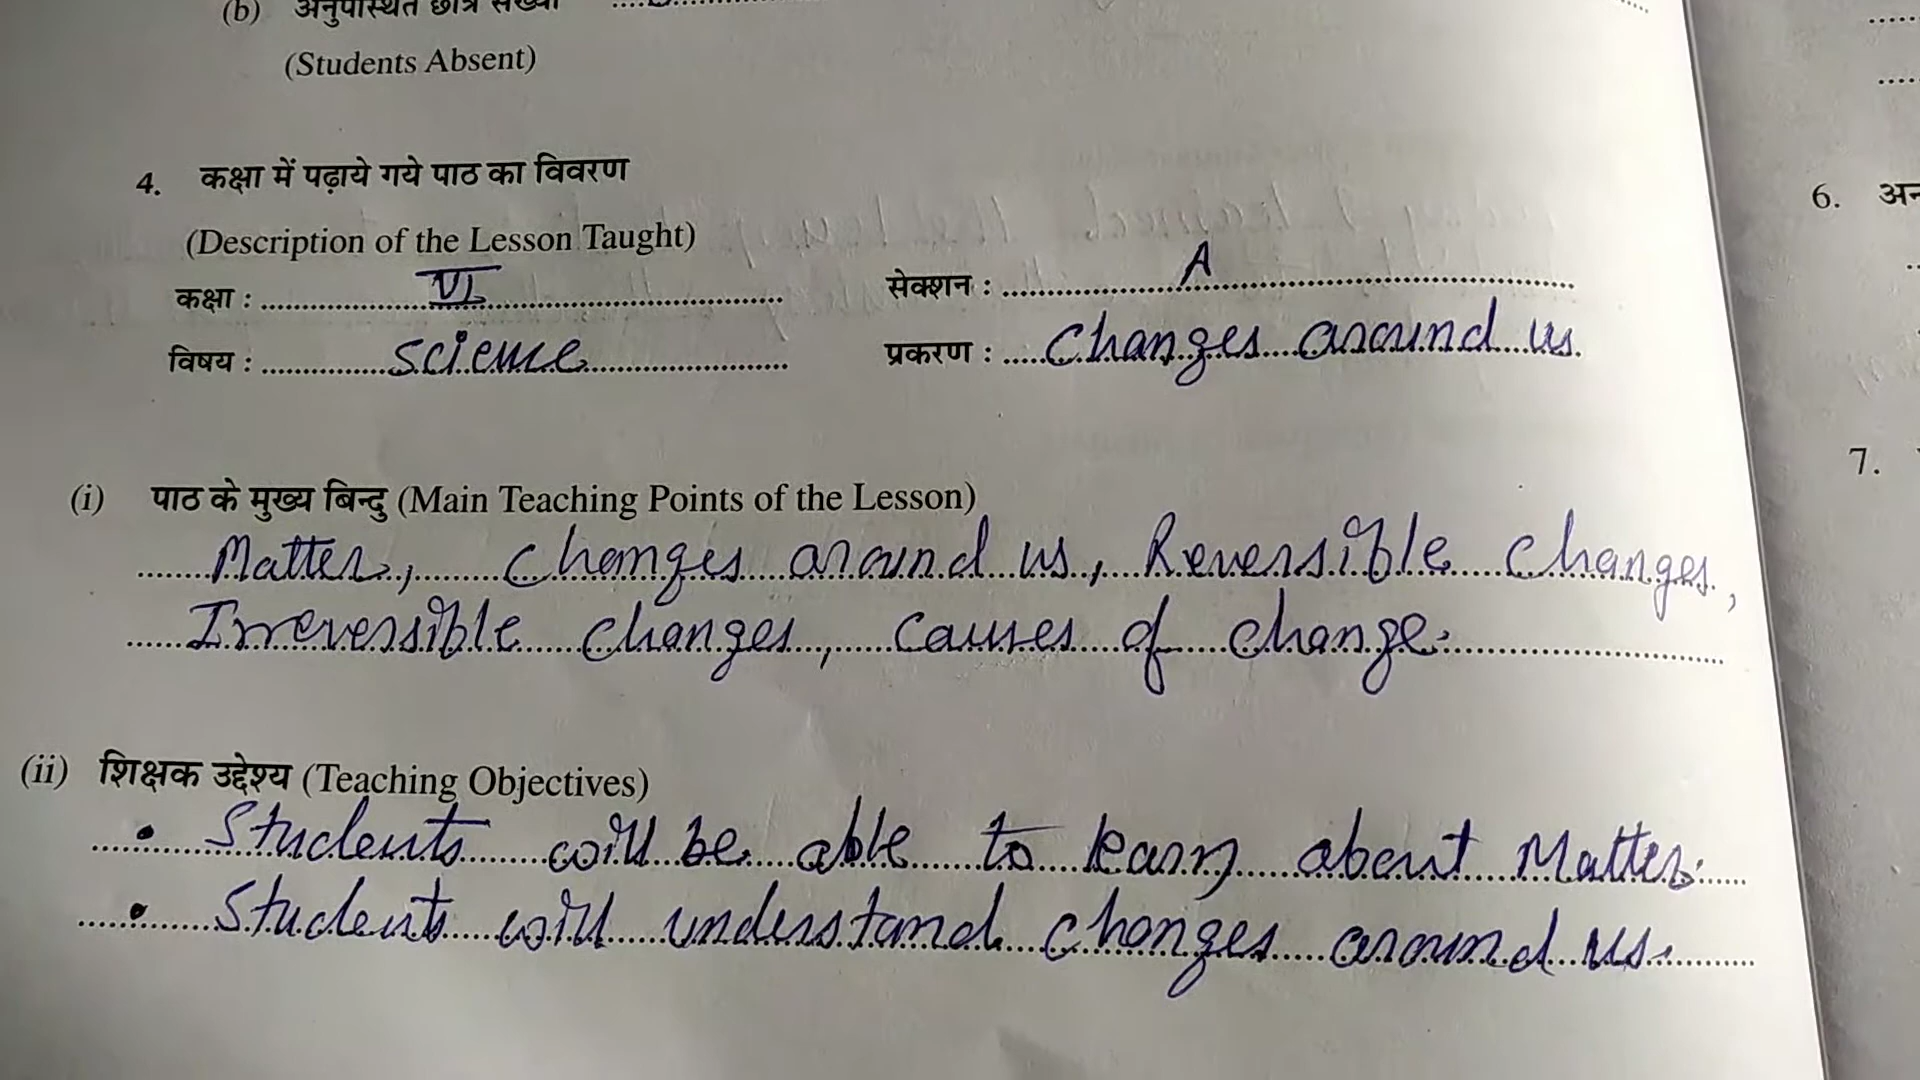 (b) अनुपस्थित छात्र संख्या
(Students Absent)
4. कक्षा में पढ़ाये गये पाठ का विवरण
(Description of the Lesson Taught)
कक्षा : VI सेक्शन : A
विषय : Science प्रकरण : Changes around us.
(i) पाठ के मुख्य बिन्दु (Main Teaching Points of the Lesson)
Matter, Changes around us, Reversible Changes,
Irreversible changes, Causes of change.
(ii) शिक्षक उद्देश्य (Teaching Objectives)
• Students will be able to learn about Matter.
• Students will understand changes around us.
6.
7.